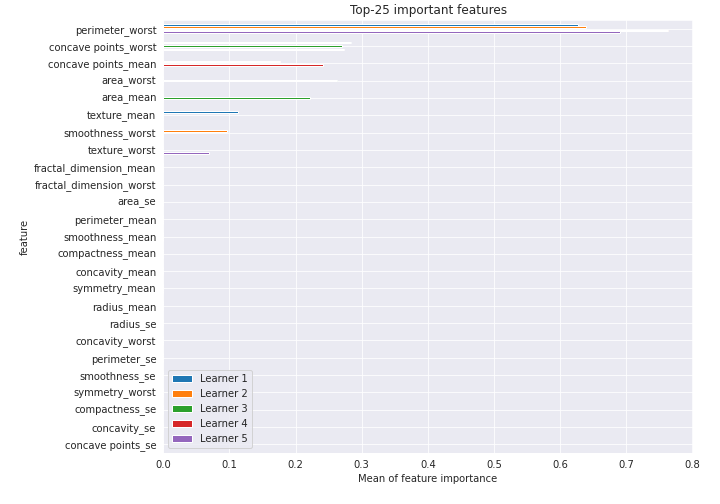 Top-25 important features
perimeter_worst
concave points_worst
concave points_mean
area_worst
area_mean
texture_mean
smoothness_worst
texture_worst
fractal_dimension_mean
fractal_dimension_worst
area_se
perimeter_mean
smoothness_mean
compactness_mean
concavity_mean
symmetry_mean
radius_mean
radius_se
concavity_worst
perimeter_se
smoothness_se
symmetry_worst
compactness_se
concavity_se
concave points_se
feature
Learner 1
Learner 2
Learner 3
Learner 4
Learner 5
0.0 0.1 0.2 0.3 0.4 0.5 0.6 0.7 0.8
Mean of feature importance